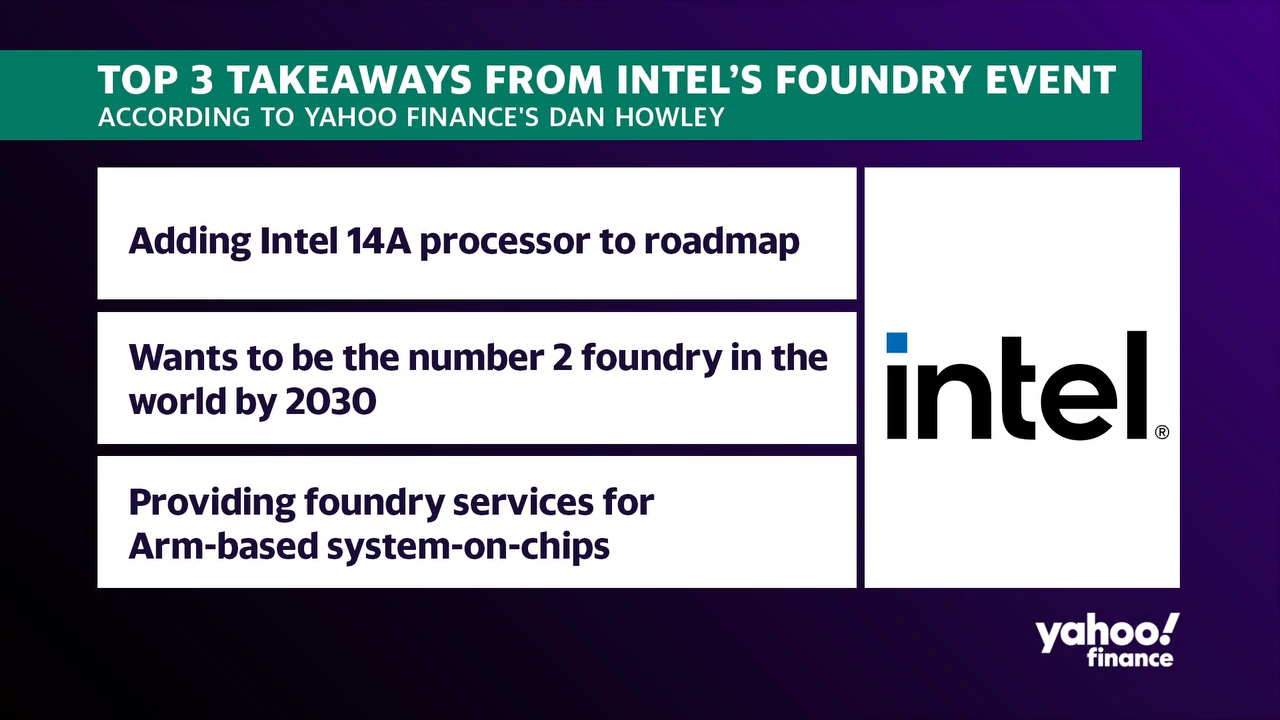 TOP 3 TAKEAWAYS FROM INTEL’S FOUNDRY EVENT
ACCORDING TO YAHOO FINANCE'S DAN HOWLEY
Adding Intel 14A processor to roadmap
Wants to be the number 2 foundry in the
world by 2030
Providing foundry services for
Arm-based system-on-chips
intel®
yahoo!
finance